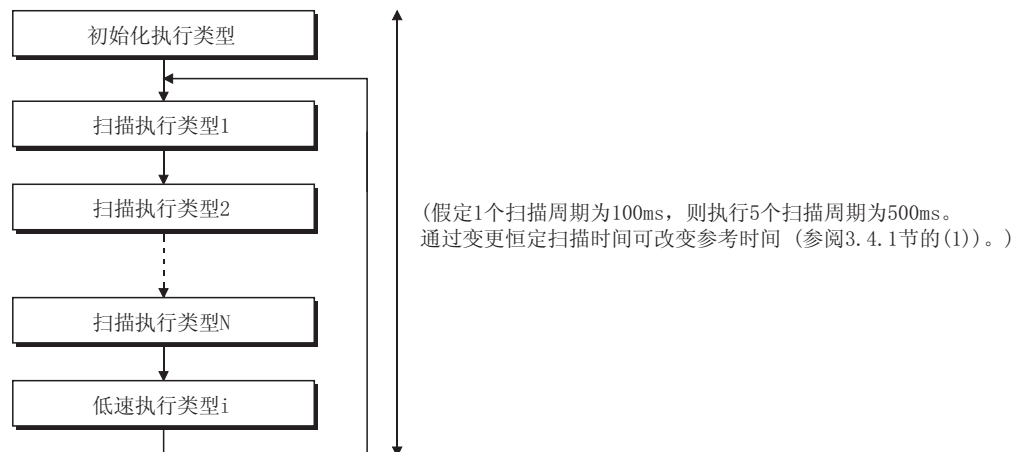 初始化执行类型
扫描执行类型1
扫描执行类型2
(假定1个扫描周期为100ms，则执行5个扫描周期为500ms。
通过变更恒定扫描时间可改变参考时间 (参阅3.4.1节的(1))。)
扫描执行类型N
低速执行类型i